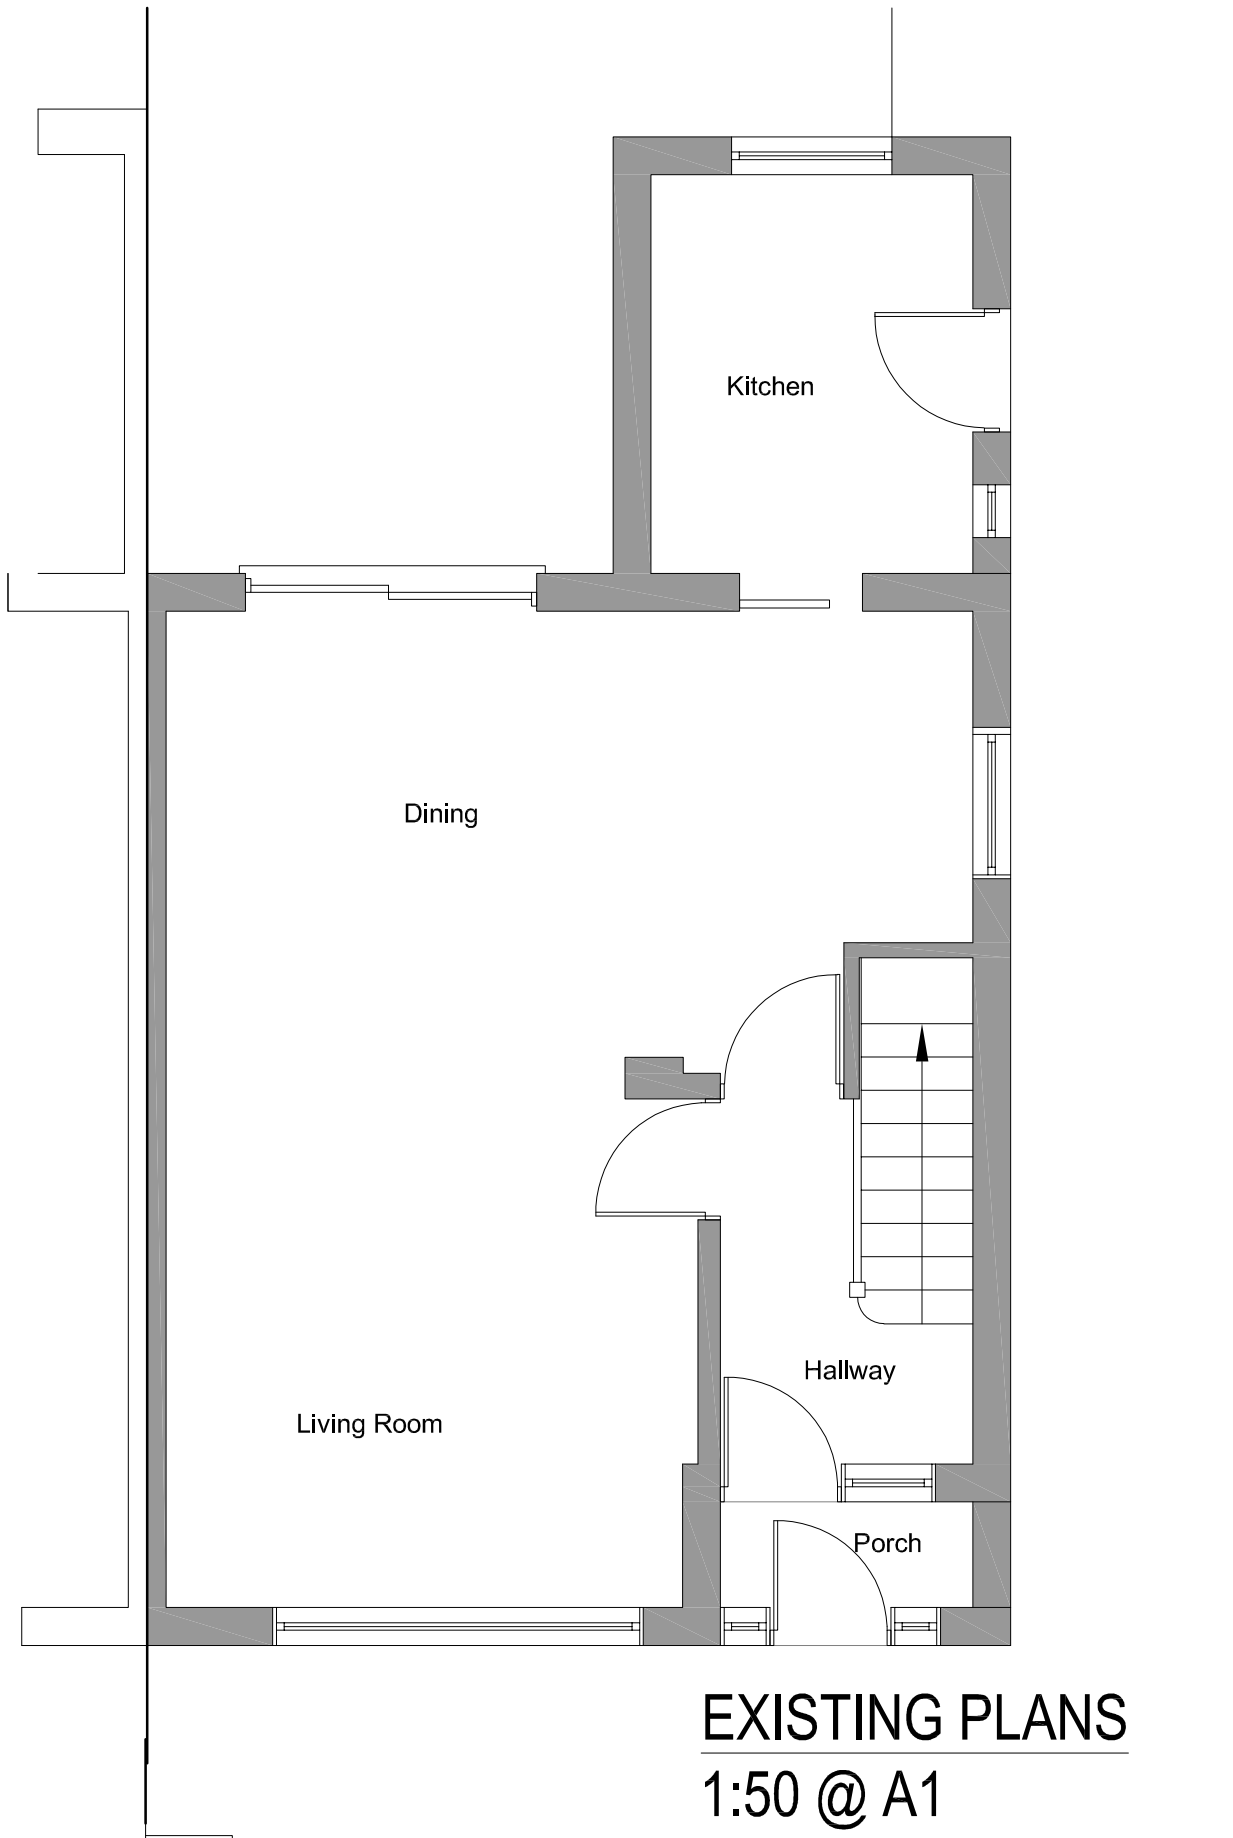 Kitchen
Dining
Hallway
Living Room
Porch
EXISTING PLANS
1:50 @ A1